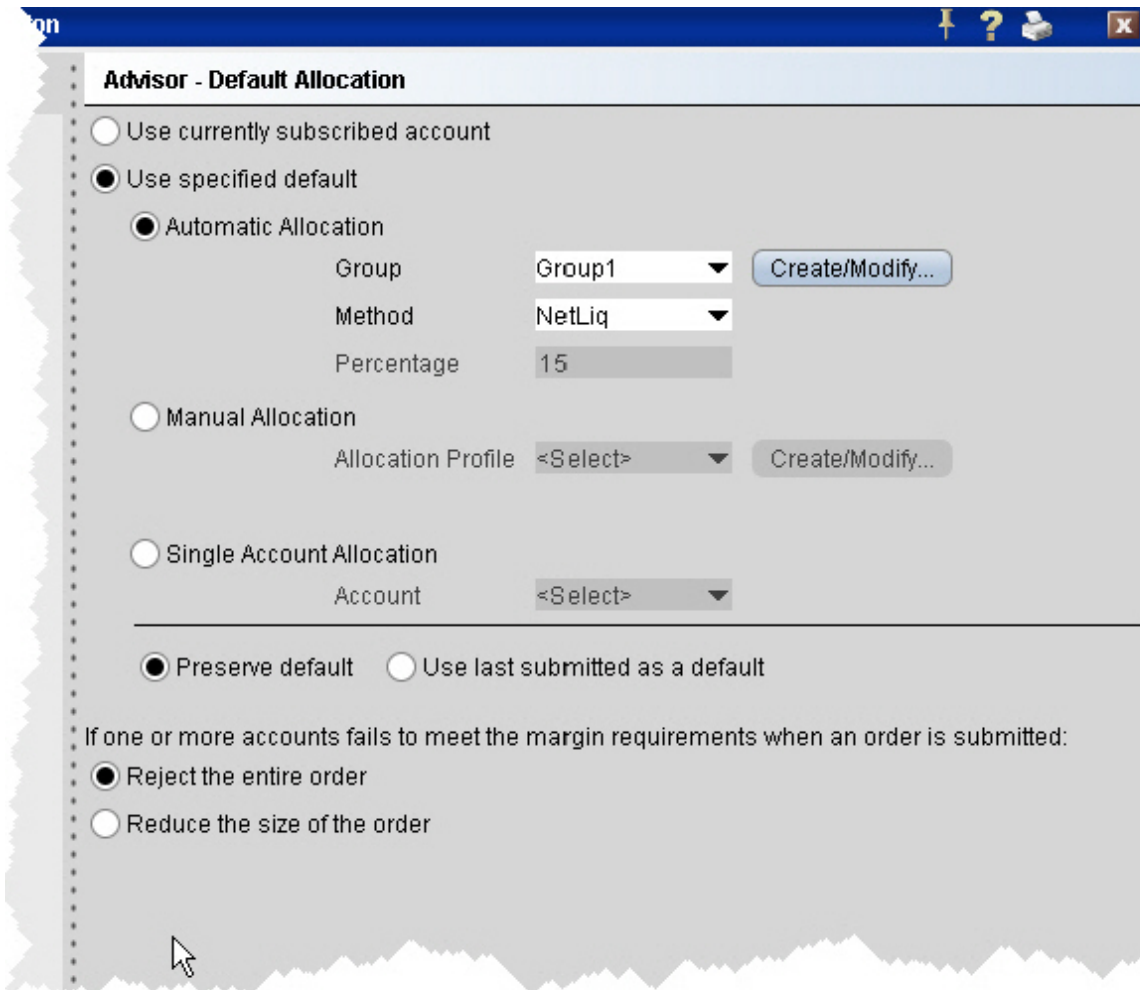 Advisor - Default Allocation
Use currently subscribed account
Use specified default
Automatic Allocation
Group Group1 Create/Modify...
Method NetLiq
Percentage 15
Manual Allocation
Allocation Profile <Select> Create/Modify...
Single Account Allocation
Account <Select>
Preserve default Use last submitted as a default
If one or more accounts fails to meet the margin requirements when an order is submitted:
Reject the entire order
Reduce the size of the order